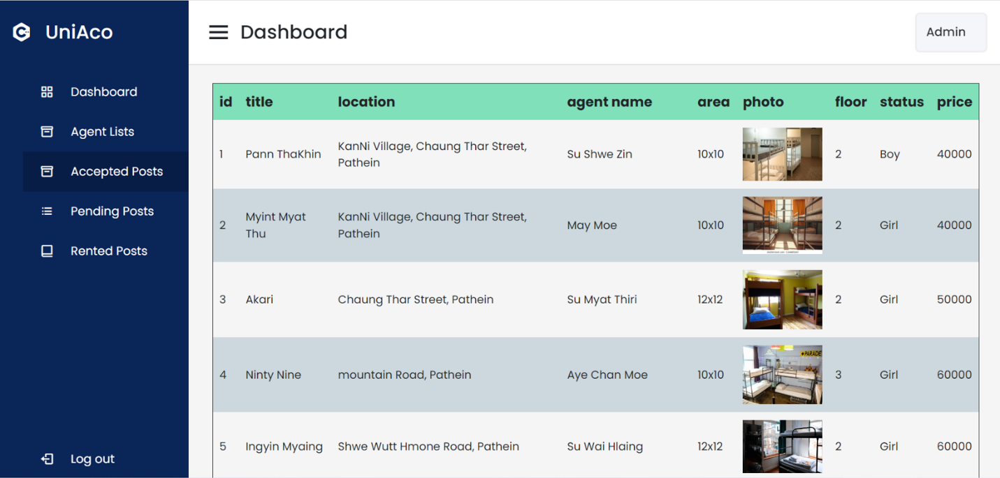 UniAco
Dashboard
Admin
Dashboard
Agent Lists
Accepted Posts
Pending Posts
Rented Posts
Log out
id title location agent name area photo floor status price
1 Pann ThaKhin KanNi Village, Chaung Thar Street, Su Shwe Zin 10x10 2 Boy 40000
Pathein
2 Myint Myat KanNi Village, Chaung Thar Street, May Moe 10x10 2 Girl 40000
Thu Pathein
3 Akari Chaung Thar Street, Pathein Su Myat Thiri 12x12 2 Girl 50000
4 Ninty Nine mountain Road, Pathein Aye Chan Moe 10x10 PARADE 3 Girl 60000
5 Ingyin Myaing Shwe Wutt Hmone Road, Pathein Su Wai Hlaing 12x12 2 Girl 60000